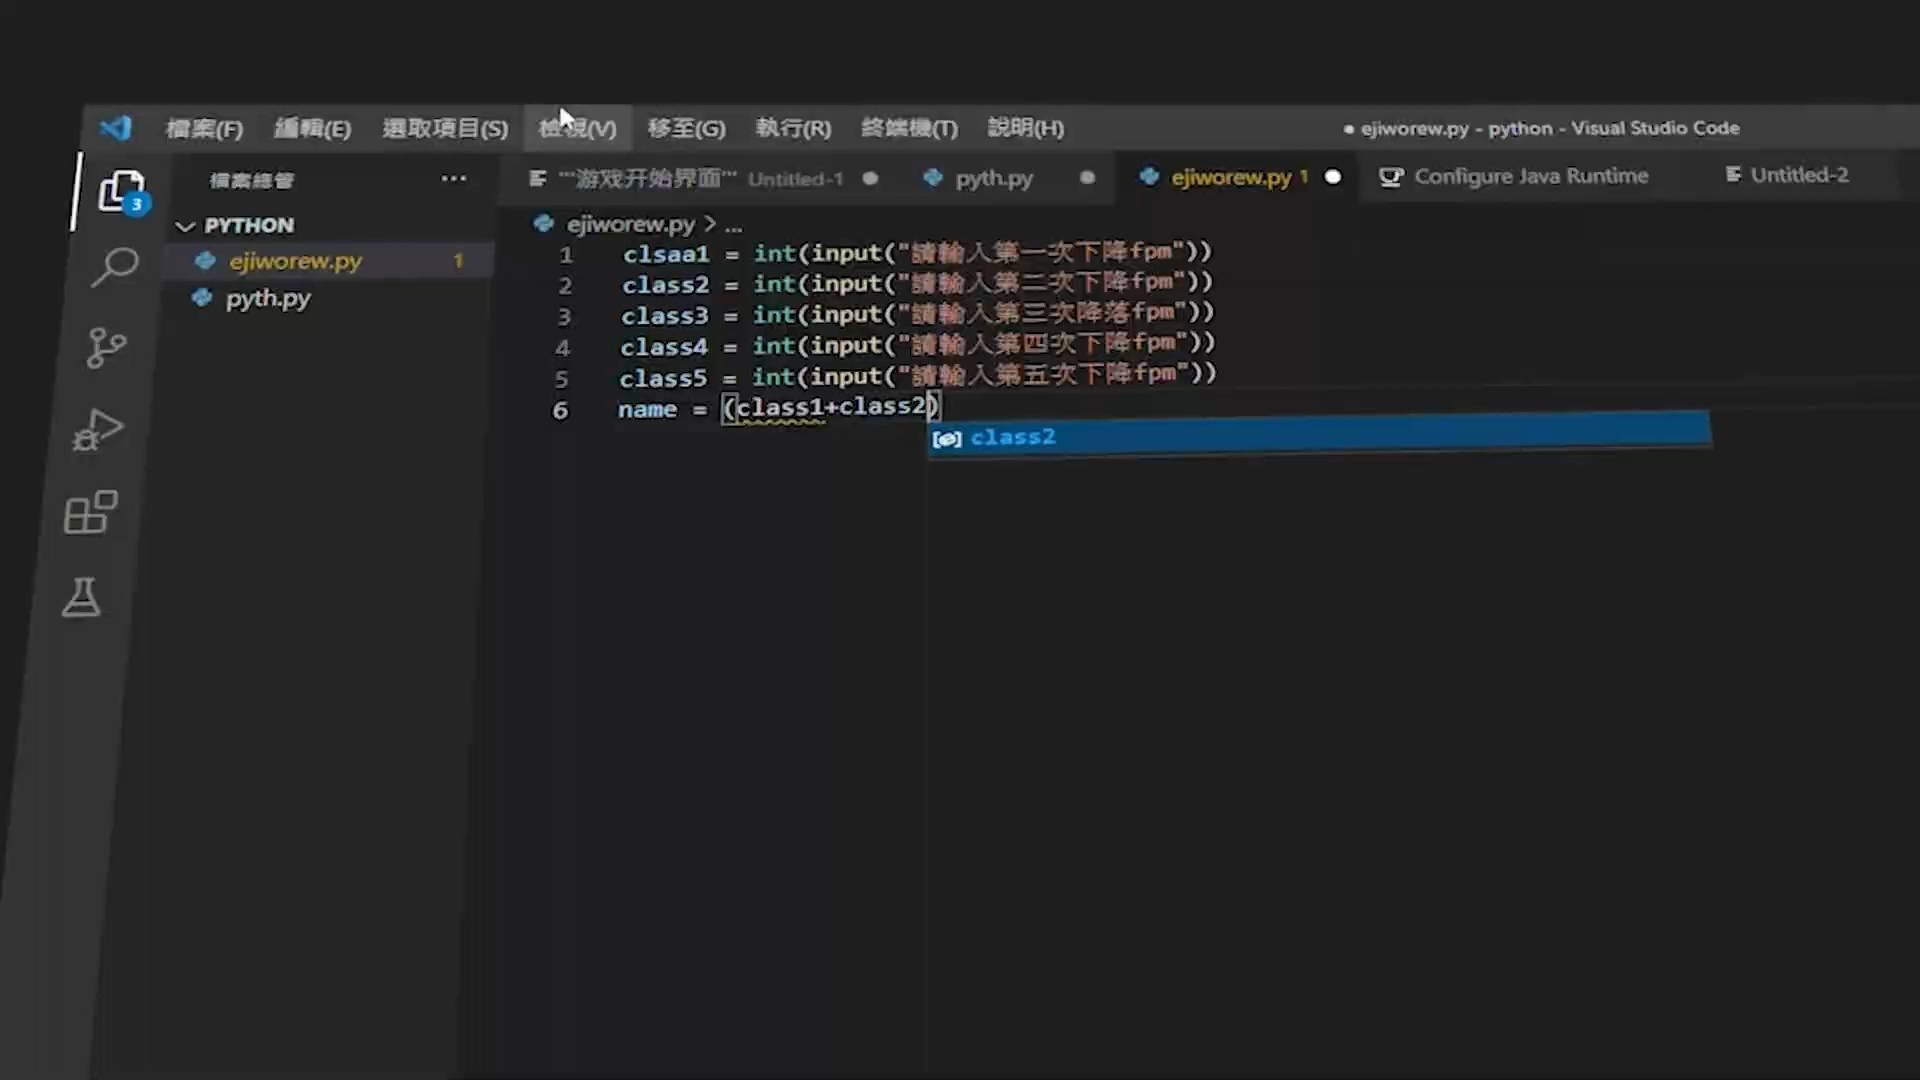 檔案(F) 編輯(E) 選取項目(S) 檢視(V) 移至(G) 執行(R) 終端機(T) 說明(H) ● ejiworew.py - python - Visual Studio Code
檔案總管 ···
"''游戏开始界面''" Untitled-1 ● pyth.py ● ejiworew.py 1 ● Configure Java Runtime Untitled-2
3
PYTHON
ejiworew.py 1
pyth.py
ejiworew.py > ...
1 clsaa1 = int(input("請輸入第一次下降fpm"))
2 class2 = int(input("請輸入第二次下降fpm"))
3 class3 = int(input("請輸入第三次降落fpm"))
4 class4 = int(input("請輸入第四次下降fpm"))
5 class5 = int(input("請輸入第五次下降fpm"))
6 name = (class1+class2)
class2